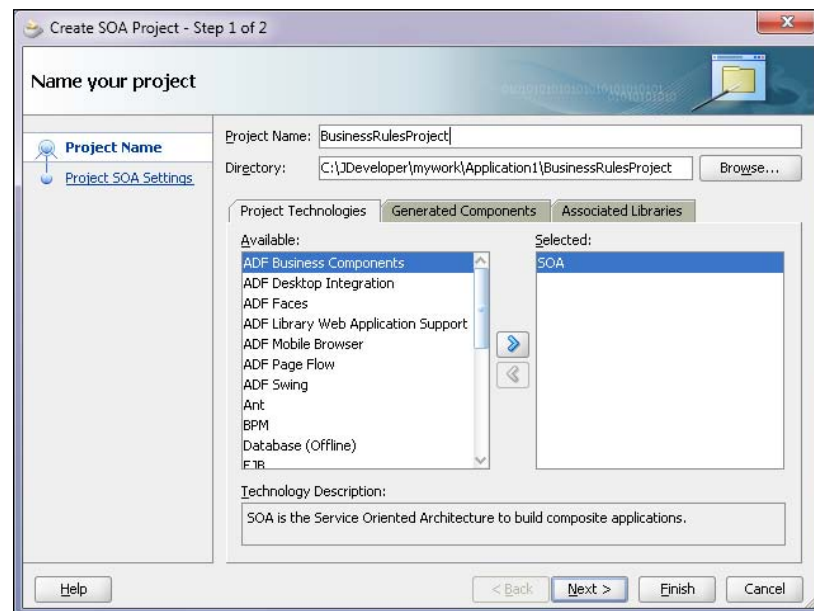 Create SOA Project - Step 1 of 2
Name your project
Project Name
Project SOA Settings
Project Name: BusinessRulesProject
Directory: C:\JDeveloper\mywork\Application1\BusinessRulesProject Browse...
Project Technologies Generated Components Associated Libraries
Available: Selected:
ADF Business Components SOA
ADF Desktop Integration
ADF Faces
ADF Library Web Application Support
ADF Mobile Browser
ADF Page Flow
ADF Swing
Ant
BPM
Database (Offline)
EJB
Technology Description:
SOA is the Service Oriented Architecture to build composite applications.
Help < Back Next > Finish Cancel